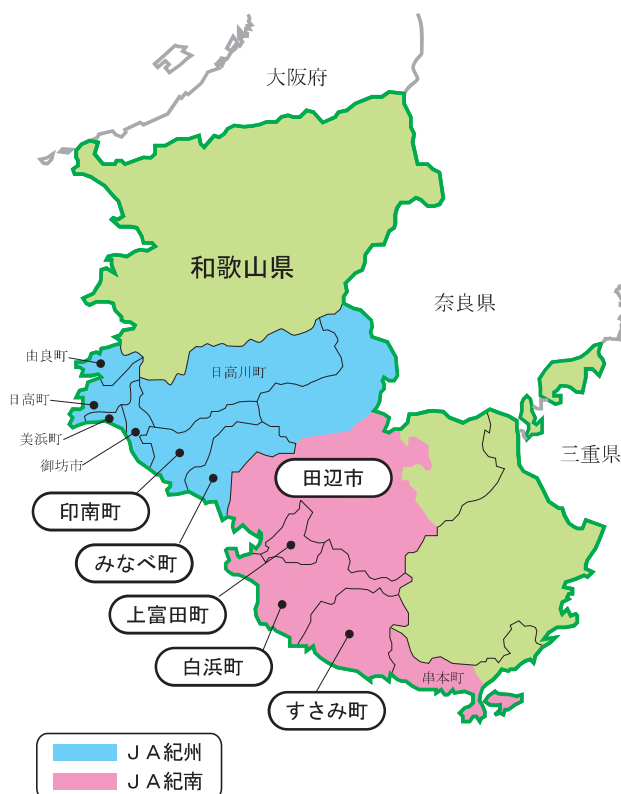 大阪府
和歌山県
奈良県
由良町
日高川町
日高町
美浜町
三重県
御坊市
田辺市
印南町
みなべ町
上富田町
白浜町
串本町
すさみ町
ＪＡ紀州
ＪＡ紀南